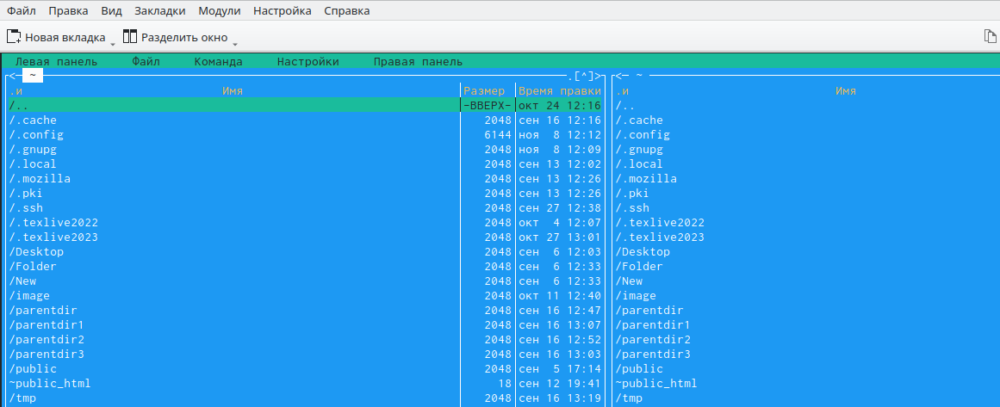 Файл Правка Вид Закладки Модули Настройка Справка
Новая вкладка Разделить окно
Левая панель Файл Команда Настройки Правая панель
<─ ~ .[^]> <─ ~
.и Имя Размер Время правки .и Имя
/.. -ВВЕРХ- окт 24 12:16 /..
/.cache 2048 сен 16 12:16 /.cache
/.config 6144 ноя 8 12:12 /.config
/.gnupg 2048 ноя 8 12:09 /.gnupg
/.local 2048 сен 13 12:02 /.local
/.mozilla 2048 сен 13 12:26 /.mozilla
/.pki 2048 сен 13 12:26 /.pki
/.ssh 2048 сен 27 12:38 /.ssh
/.texlive2022 2048 окт 4 12:07 /.texlive2022
/.texlive2023 2048 окт 27 13:01 /.texlive2023
/Desktop 2048 сен 6 12:03 /Desktop
/Folder 2048 сен 6 12:33 /Folder
/New 2048 сен 6 12:33 /New
/image 2048 окт 11 12:40 /image
/parentdir 2048 сен 16 12:47 /parentdir
/parentdir1 2048 сен 16 13:07 /parentdir1
/parentdir2 2048 сен 16 12:52 /parentdir2
/parentdir3 2048 сен 16 13:03 /parentdir3
/public 2048 сен 5 17:14 /public
~public_html 18 сен 12 19:41 ~public_html
/tmp 2048 сен 16 13:19 /tmp